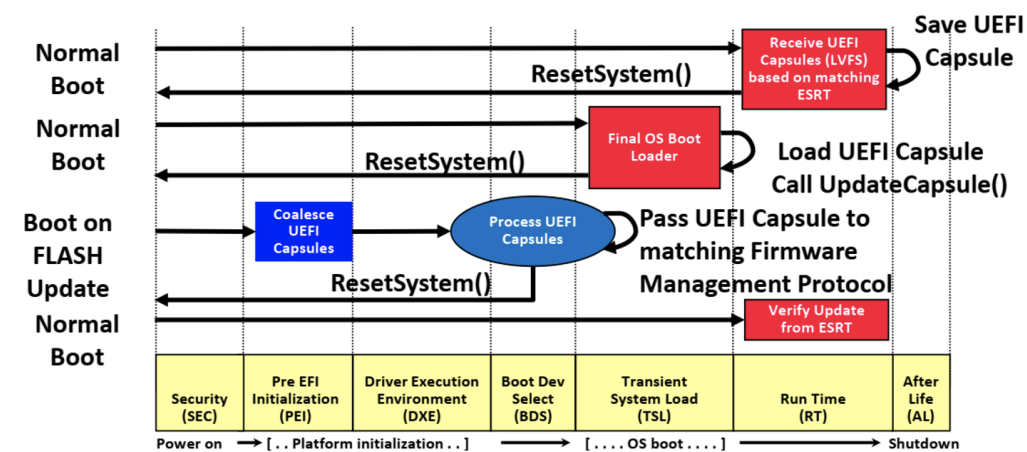 Normal
Boot
Receive UEFI
Capsules (LVFS)
based on matching
ESRT
Save UEFI
Capsule
ResetSystem()
Normal
Boot
Final OS Boot
Loader
Load UEFI Capsule
Call UpdateCapsule()
ResetSystem()
Boot on
FLASH
Update
Coalesce
UEFI
Capsules
Process UEFI
Capsules
Pass UEFI Capsule to
matching Firmware
Management Protocol
ResetSystem()
Normal
Boot
Verify Update
from ESRT
Security
(SEC)
Pre EFI
Initialization
(PEI)
Driver Execution
Environment
(DXE)
Boot Dev
Select
(BDS)
Transient
System Load
(TSL)
Run Time
(RT)
After
Life
(AL)
Power on
[ . . Platform initialization . . ]
[ . . . . OS boot . . . . ]
Shutdown